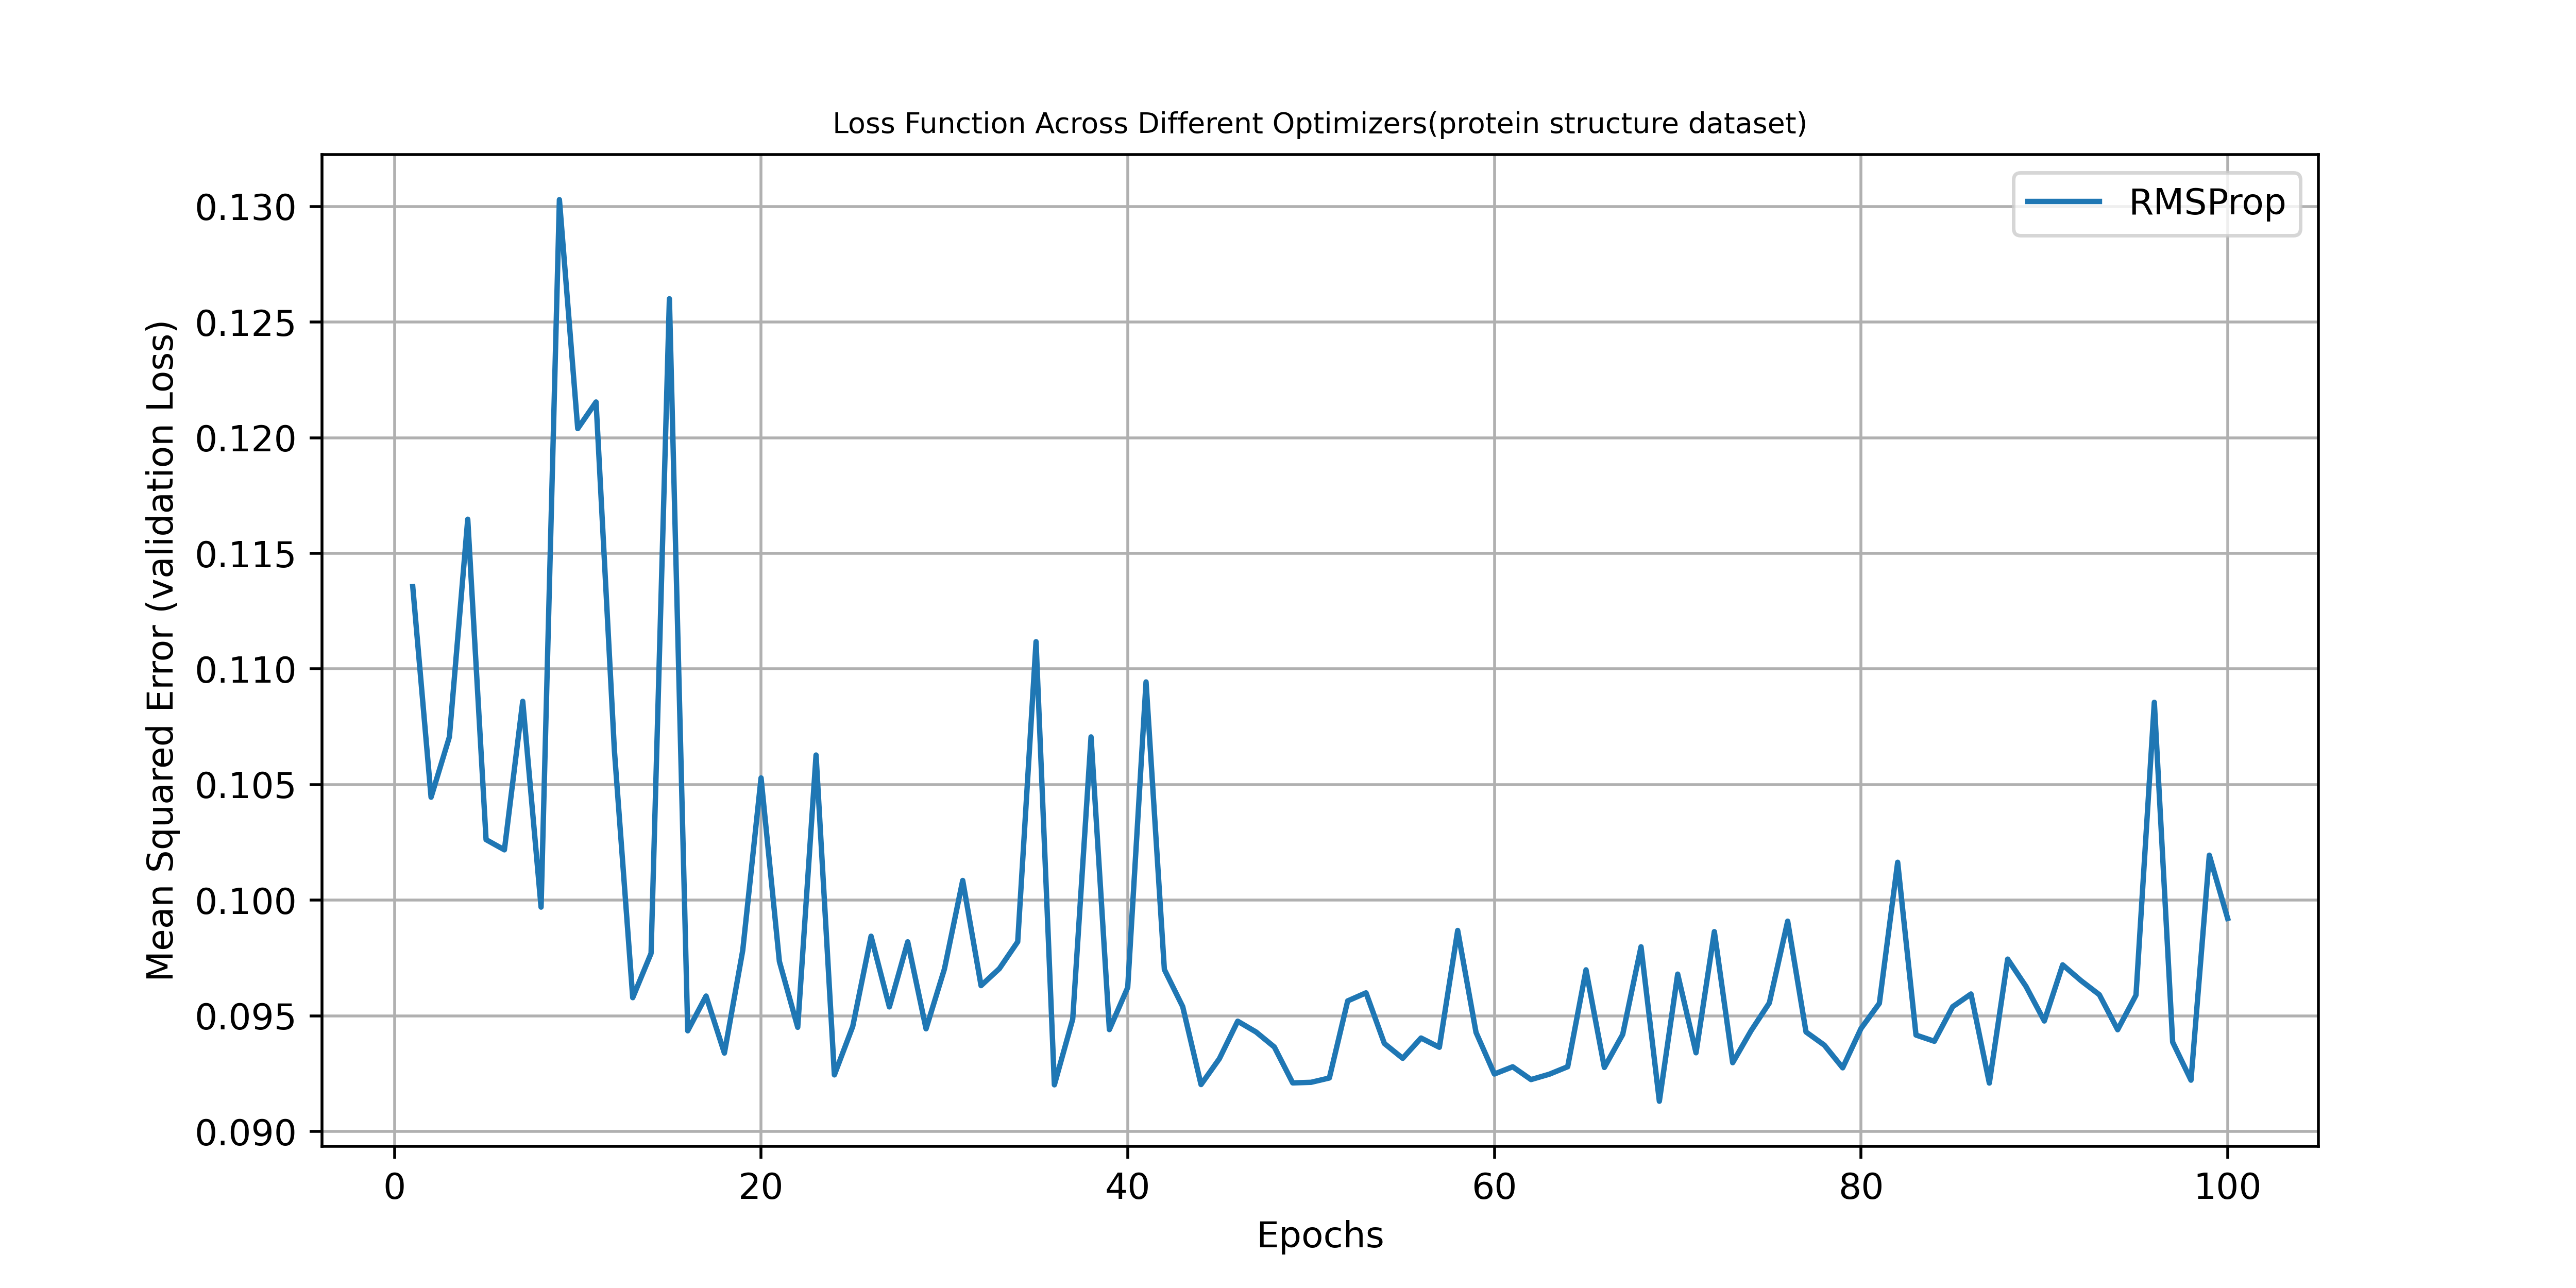 Loss Function Across Different Optimizers(protein structure dataset)
RMSProp
Mean Squared Error (validation Loss)
0.130
0.125
0.120
0.115
0.110
0.105
0.100
0.095
0.090
0 20 40 60 80 100
Epochs